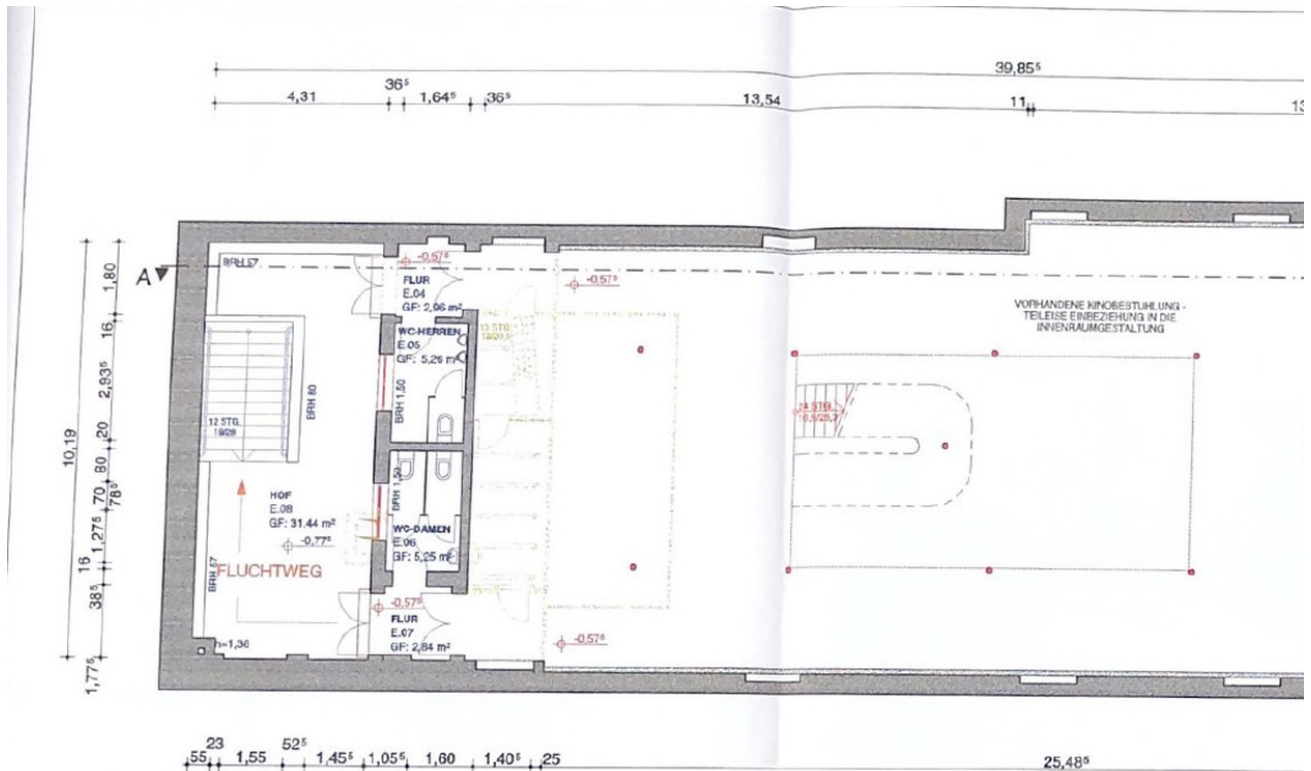 39,85⁵
36⁵
4,31
1,64⁵
36⁵
13,54
11
13
A
BRH 57
-0,57⁵
FLUR
E.04
GF: 2,06 m²
-0,57⁵
VORHANDENE KINOBESTUHLUNG -
TEILEISE EINBEZIEHUNG IN DIE
INNENRAUMGESTALTUNG
WC-HERREN
E.05
GF: 5,26 m²
13 STG.
BRH 80
BRH 1,50
12 STG.
19/28
24 STG.
HOF
E.08
GF: 31,44 m²
-0,77⁵
BRH 1,50
WC-DAMEN
E.06
GF: 5,25 m²
FLUCHTWEG
BRH 57
-0,57⁵
FLUR
E.07
GF: 2,84 m²
-0,57⁵
h=1,36
10,19
1,80
16
2,93⁵
20
80
70
78⁵
1,27⁵
16
38⁵
1,77⁵
23
52⁵
55
1,55
1,45⁵
1,05⁵
1,60
1,40⁵
25
25,48⁵